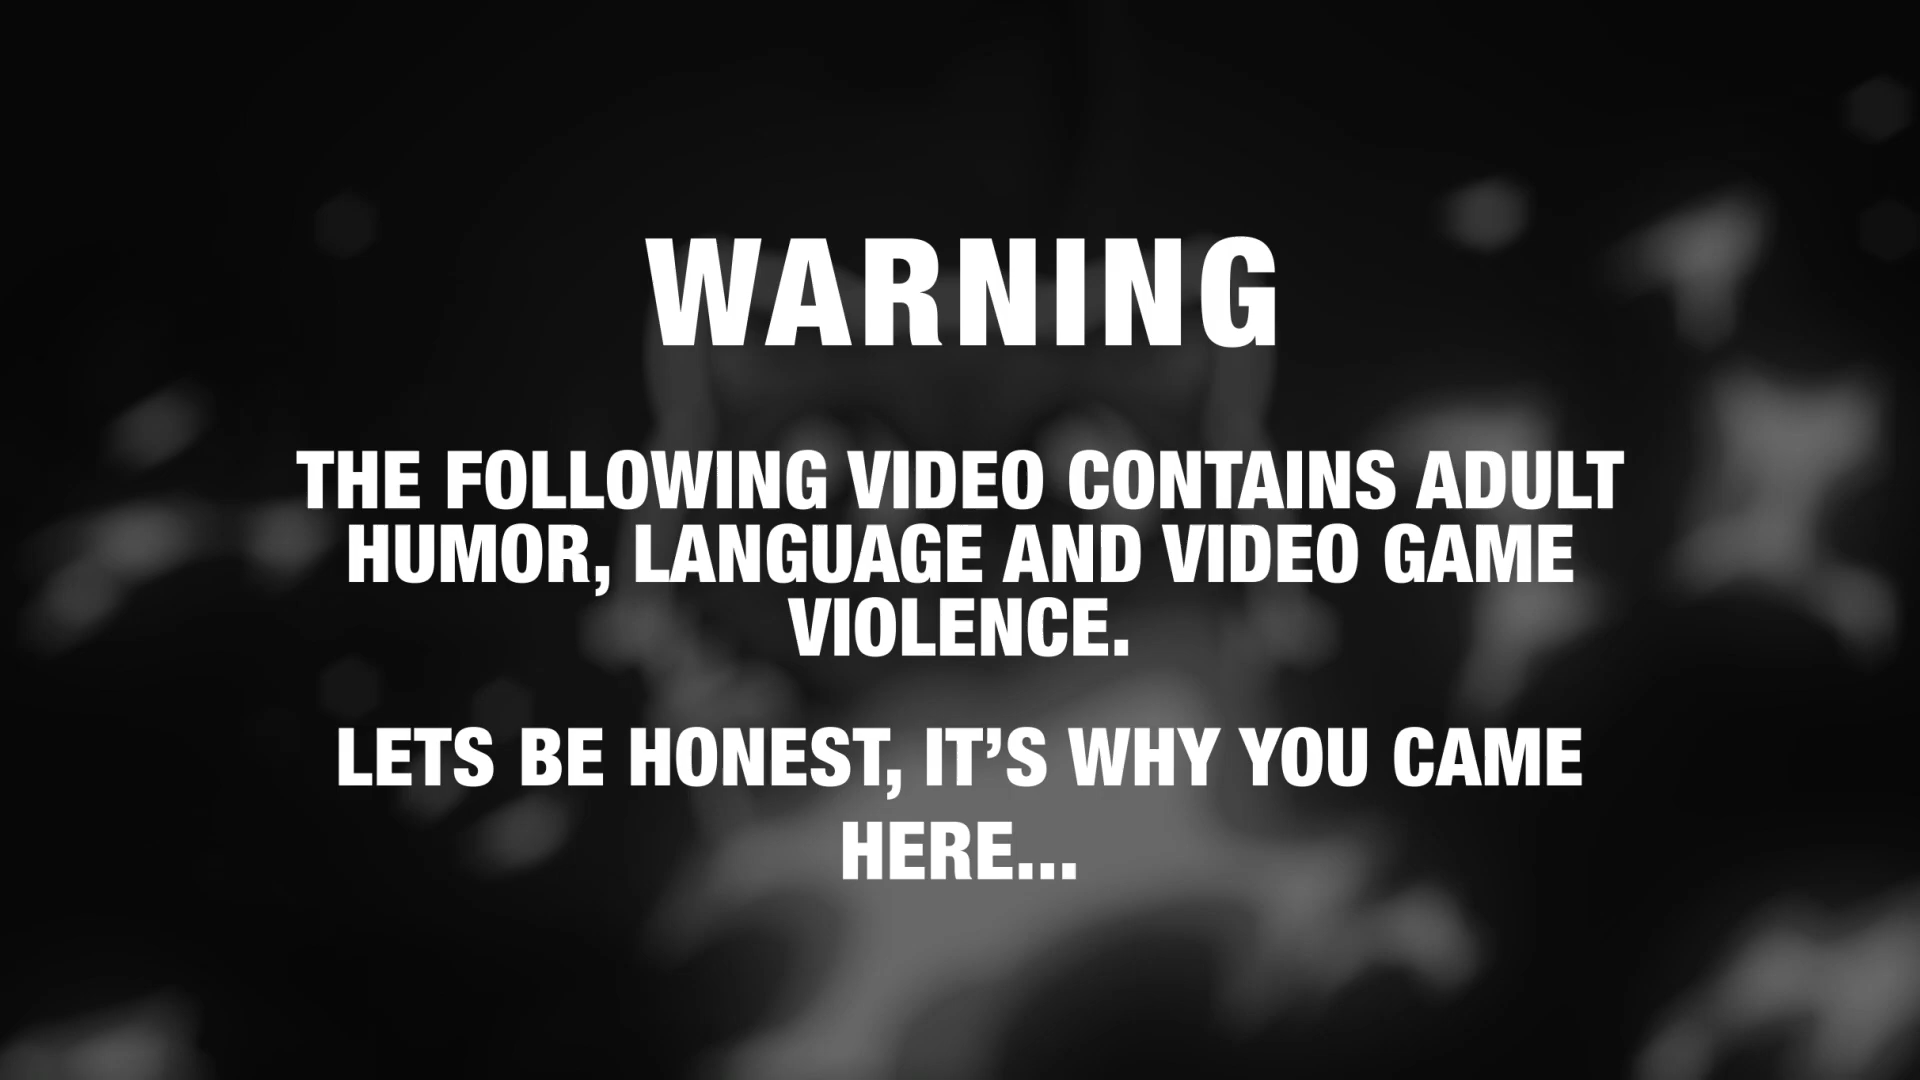 WARNING
THE FOLLOWING VIDEO CONTAINS ADULT
HUMOR, LANGUAGE AND VIDEO GAME
VIOLENCE.
LETS BE HONEST, IT’S WHY YOU CAME
HERE...